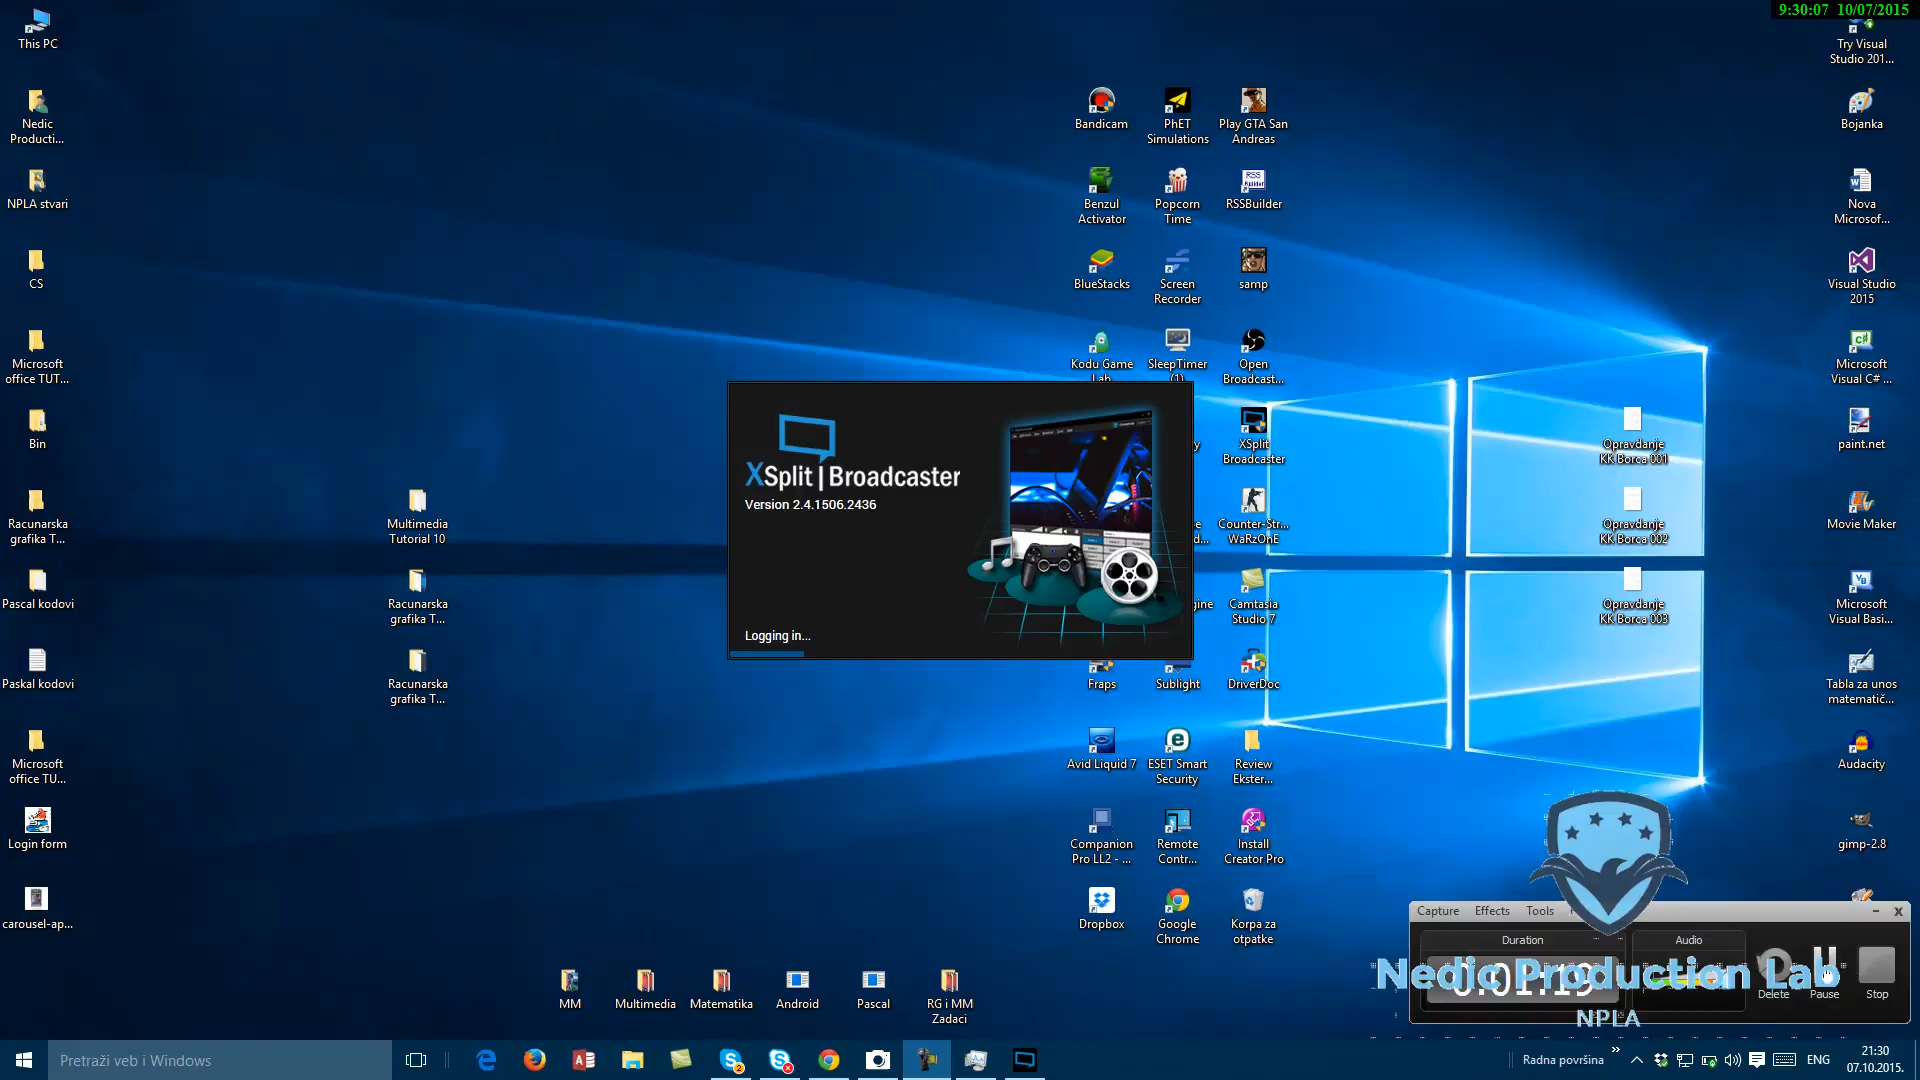 9:30:07 10/07/2015
This PC
Nedic
Producti...
NPLA stvari
CS
Microsoft
office TUT...
Bin
Racunarska
grafika T...
Pascal kodovi
Paskal kodovi
Microsoft
office TU...
Login form
carousel-ap...
Multimedia
Tutorial 10
Racunarska
grafika T...
Racunarska
grafika T...
MM
Multimedia
Matematika
Android
Pascal
RG i MM
Zadaci
Bandicam
Benzul
Activator
BlueStacks
Kodu Game
Lab
Fraps
Avid Liquid 7
Companion
Pro LL2 - ...
Dropbox
PhET
Simulations
Popcorn
Time
Screen
Recorder
SleepTimer
(1)
Sublight
ESET Smart
Security
Remote
Contr...
Google
Chrome
Play GTA San
Andreas
RSSBuilder
samp
Open
Broadcast...
XSplit
Broadcaster
Counter-Str...
WaRzOnE
Camtasia
Studio 7
DriverDoc
Review
Ekster...
Install
Creator Pro
Korpa za
otpatke
XSplit | Broadcaster
Version 2.4.1506.2436
Logging in...
Opravdanje
KK Borca 001
Opravdanje
KK Borca 002
Opravdanje
KK Borca 003
Try Visual
Studio 201...
Bojanka
Nova
Microsof...
Visual Studio
2015
Microsoft
Visual C# ...
paint.net
Movie Maker
Microsoft
Visual Basi...
Tabla za unos
matematič...
Audacity
gimp-2.8
Capture Effects Tools
Duration
Audio
Delete Pause Stop
Nedic Production Lab
NPLA
Pretraži veb i Windows
Radna površina
ENG
21:30
07.10.2015.